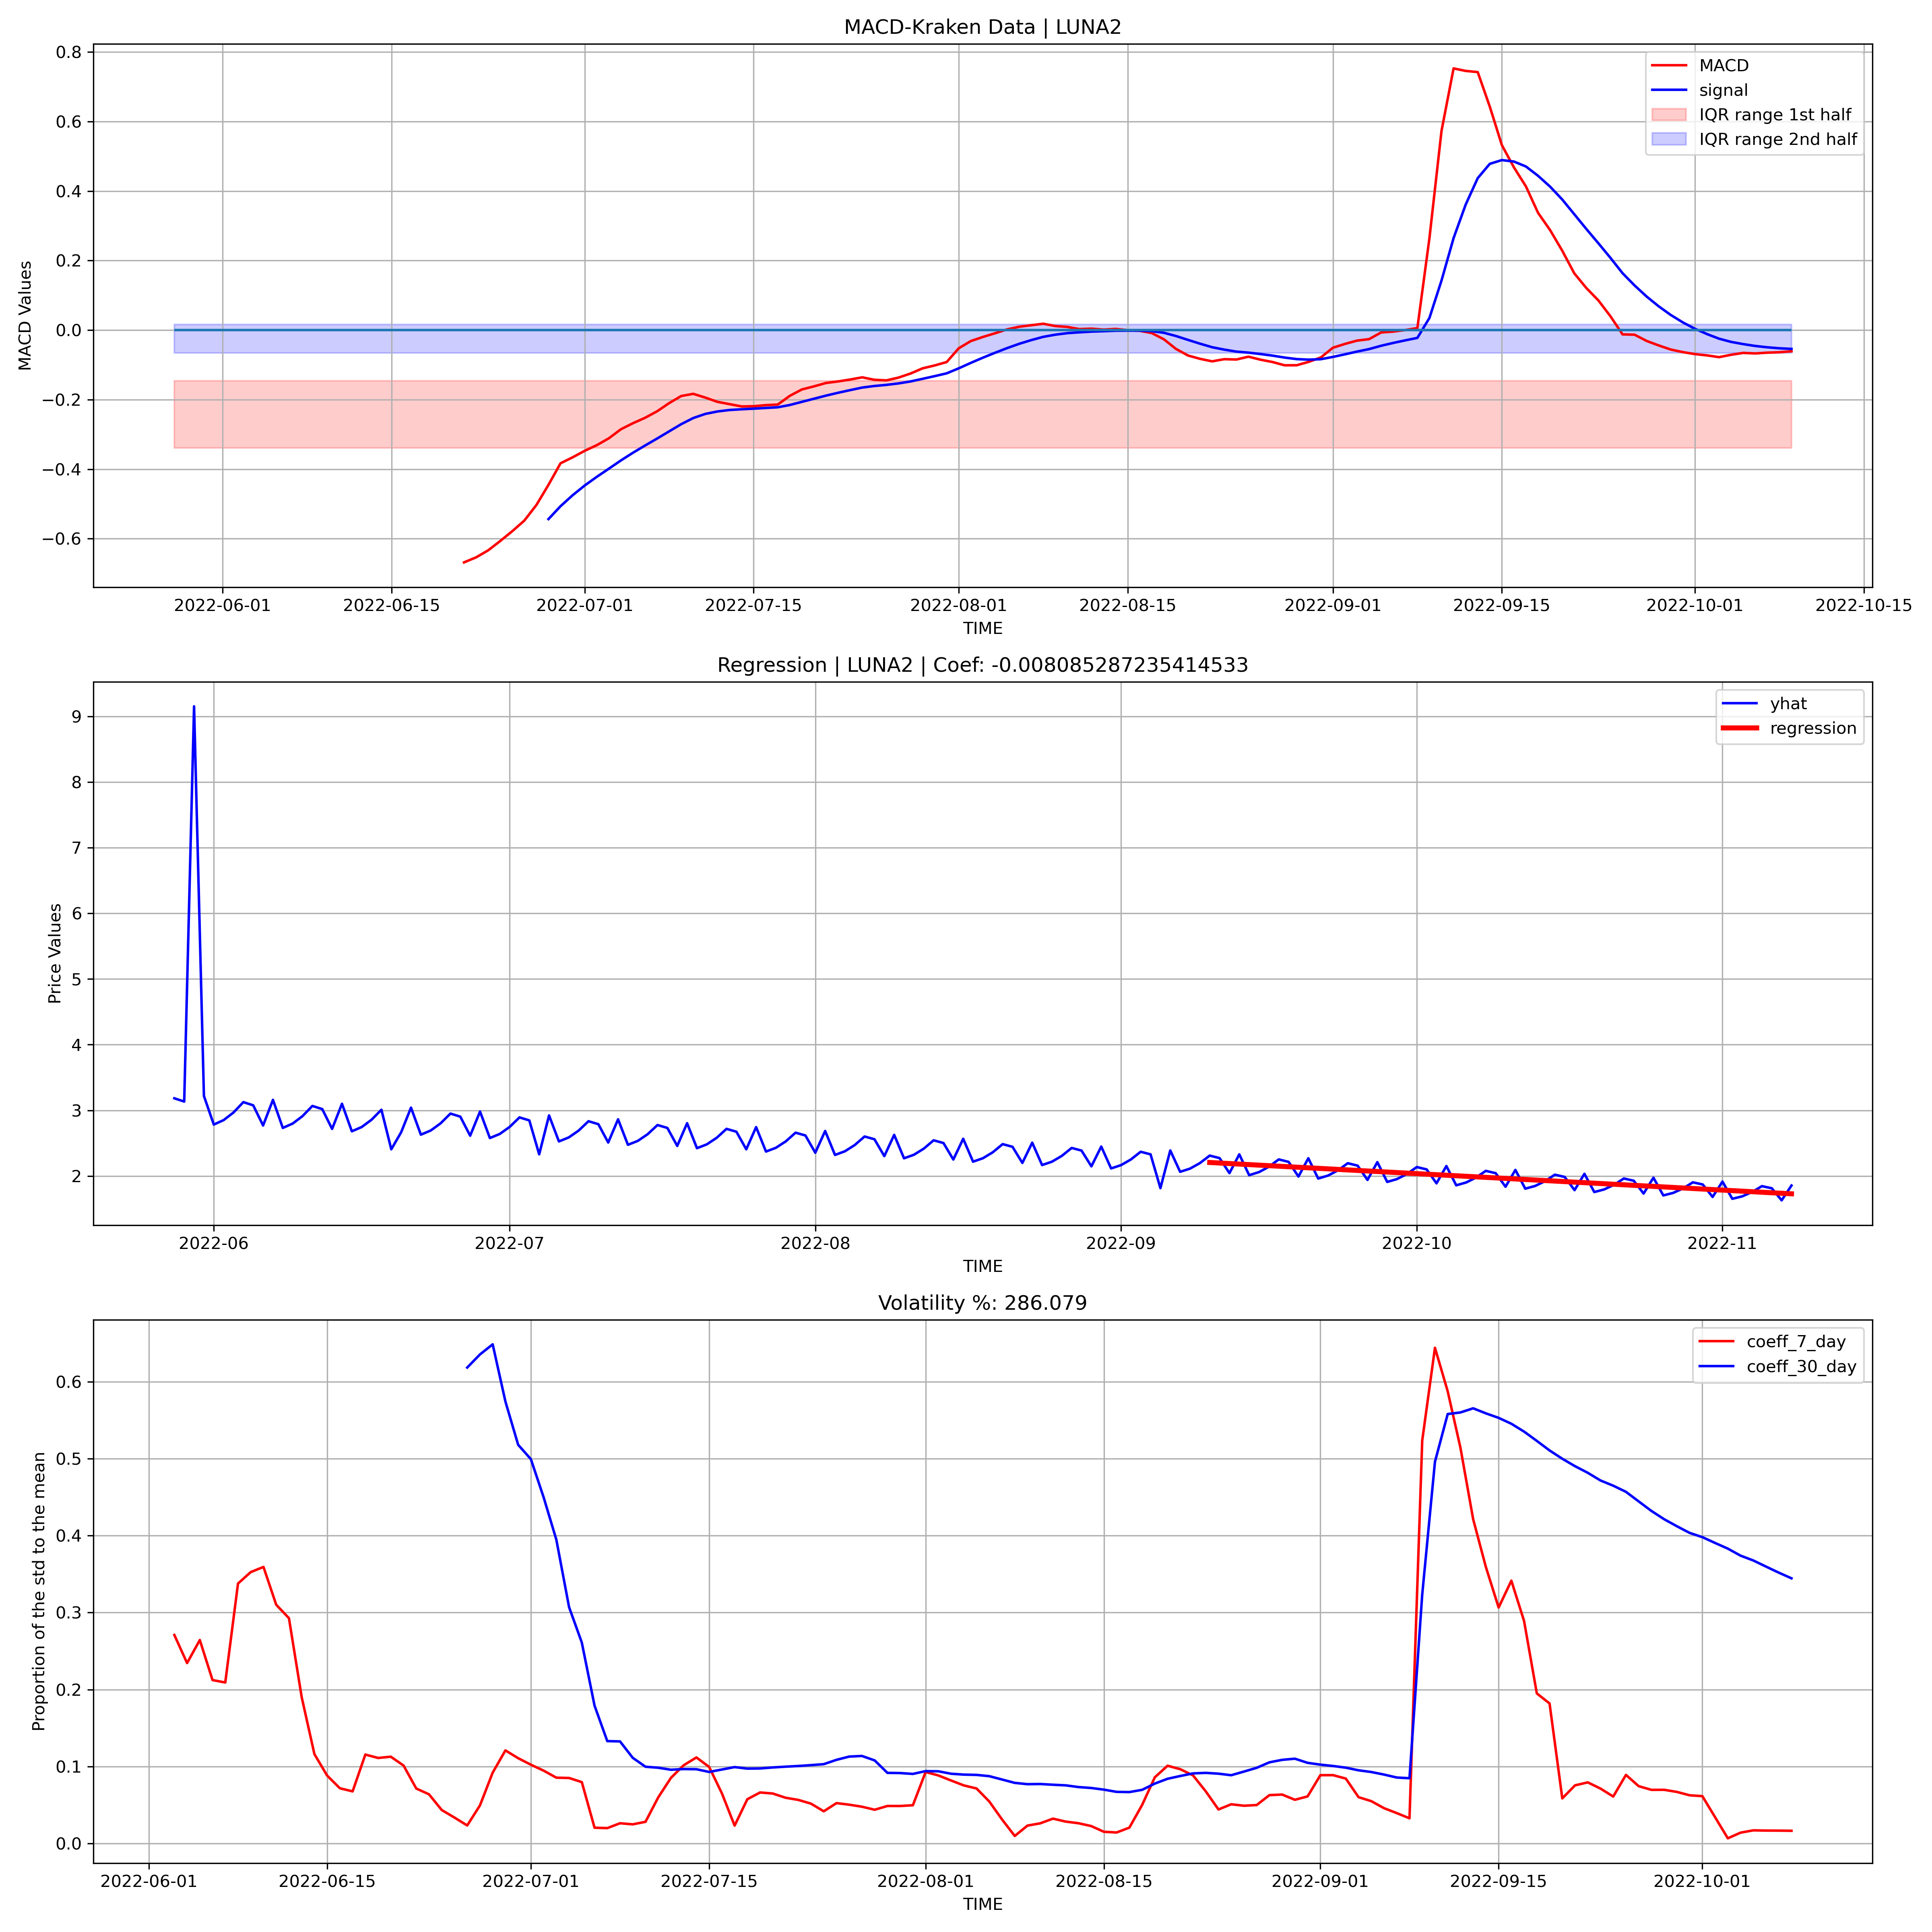 MACD-Kraken Data | LUNA2
MACD Values
0.8
0.6
0.4
0.2
0.0
−0.2
−0.4
−0.6
MACD
signal
IQR range 1st half
IQR range 2nd half
2022-06-01 2022-06-15 2022-07-01 2022-07-15 2022-08-01 2022-08-15 2022-09-01 2022-09-15 2022-10-01 2022-10-15
TIME
Regression | LUNA2 | Coef: -0.008085287235414533
Price Values
9
8
7
6
5
4
3
2
yhat
regression
2022-06 2022-07 2022-08 2022-09 2022-10 2022-11
TIME
Volatility %: 286.079
Proportion of the std to the mean
0.6
0.5
0.4
0.3
0.2
0.1
0.0
coeff_7_day
coeff_30_day
2022-06-01 2022-06-15 2022-07-01 2022-07-15 2022-08-01 2022-08-15 2022-09-01 2022-09-15 2022-10-01
TIME